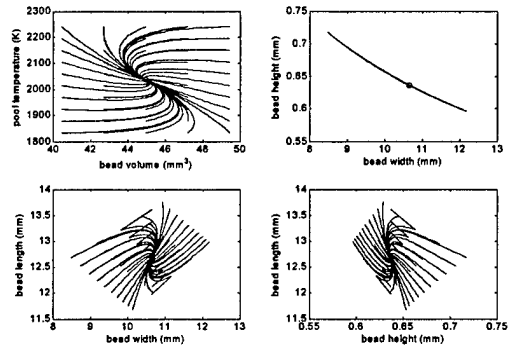 2300
2200
2100
2000
1900
1800
pool temperature (K)
40 42 44 46 48 50
bead volume (mm³)
0.75
0.7
0.65
0.6
0.55
bead height (mm)
8 9 10 11 12 13
bead width (mm)
14
13.5
13
12.5
12
11.5
bead length (mm)
8 9 10 11 12 13
bead width (mm)
14
13.5
13
12.5
12
11.5
bead length (mm)
0.55 0.6 0.65 0.7 0.75
bead height (mm)